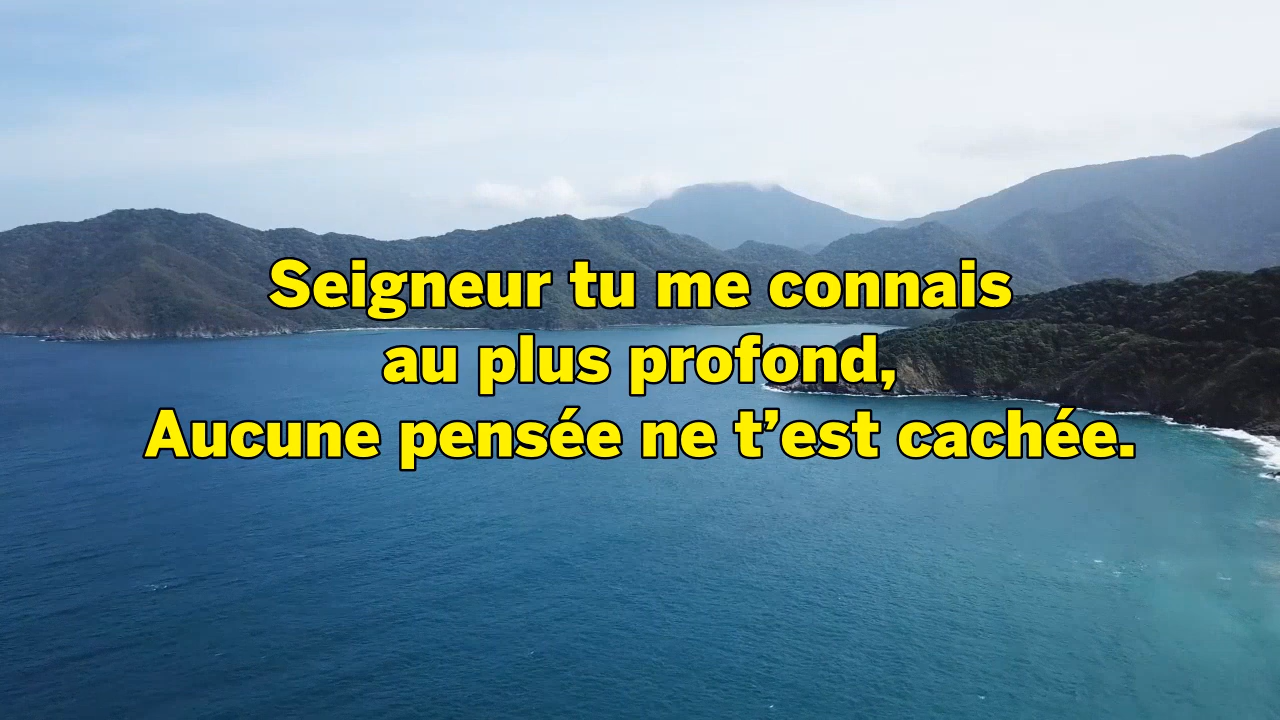 Seigneur tu me connais
au plus profond,
Aucune pensée ne t’est cachée.